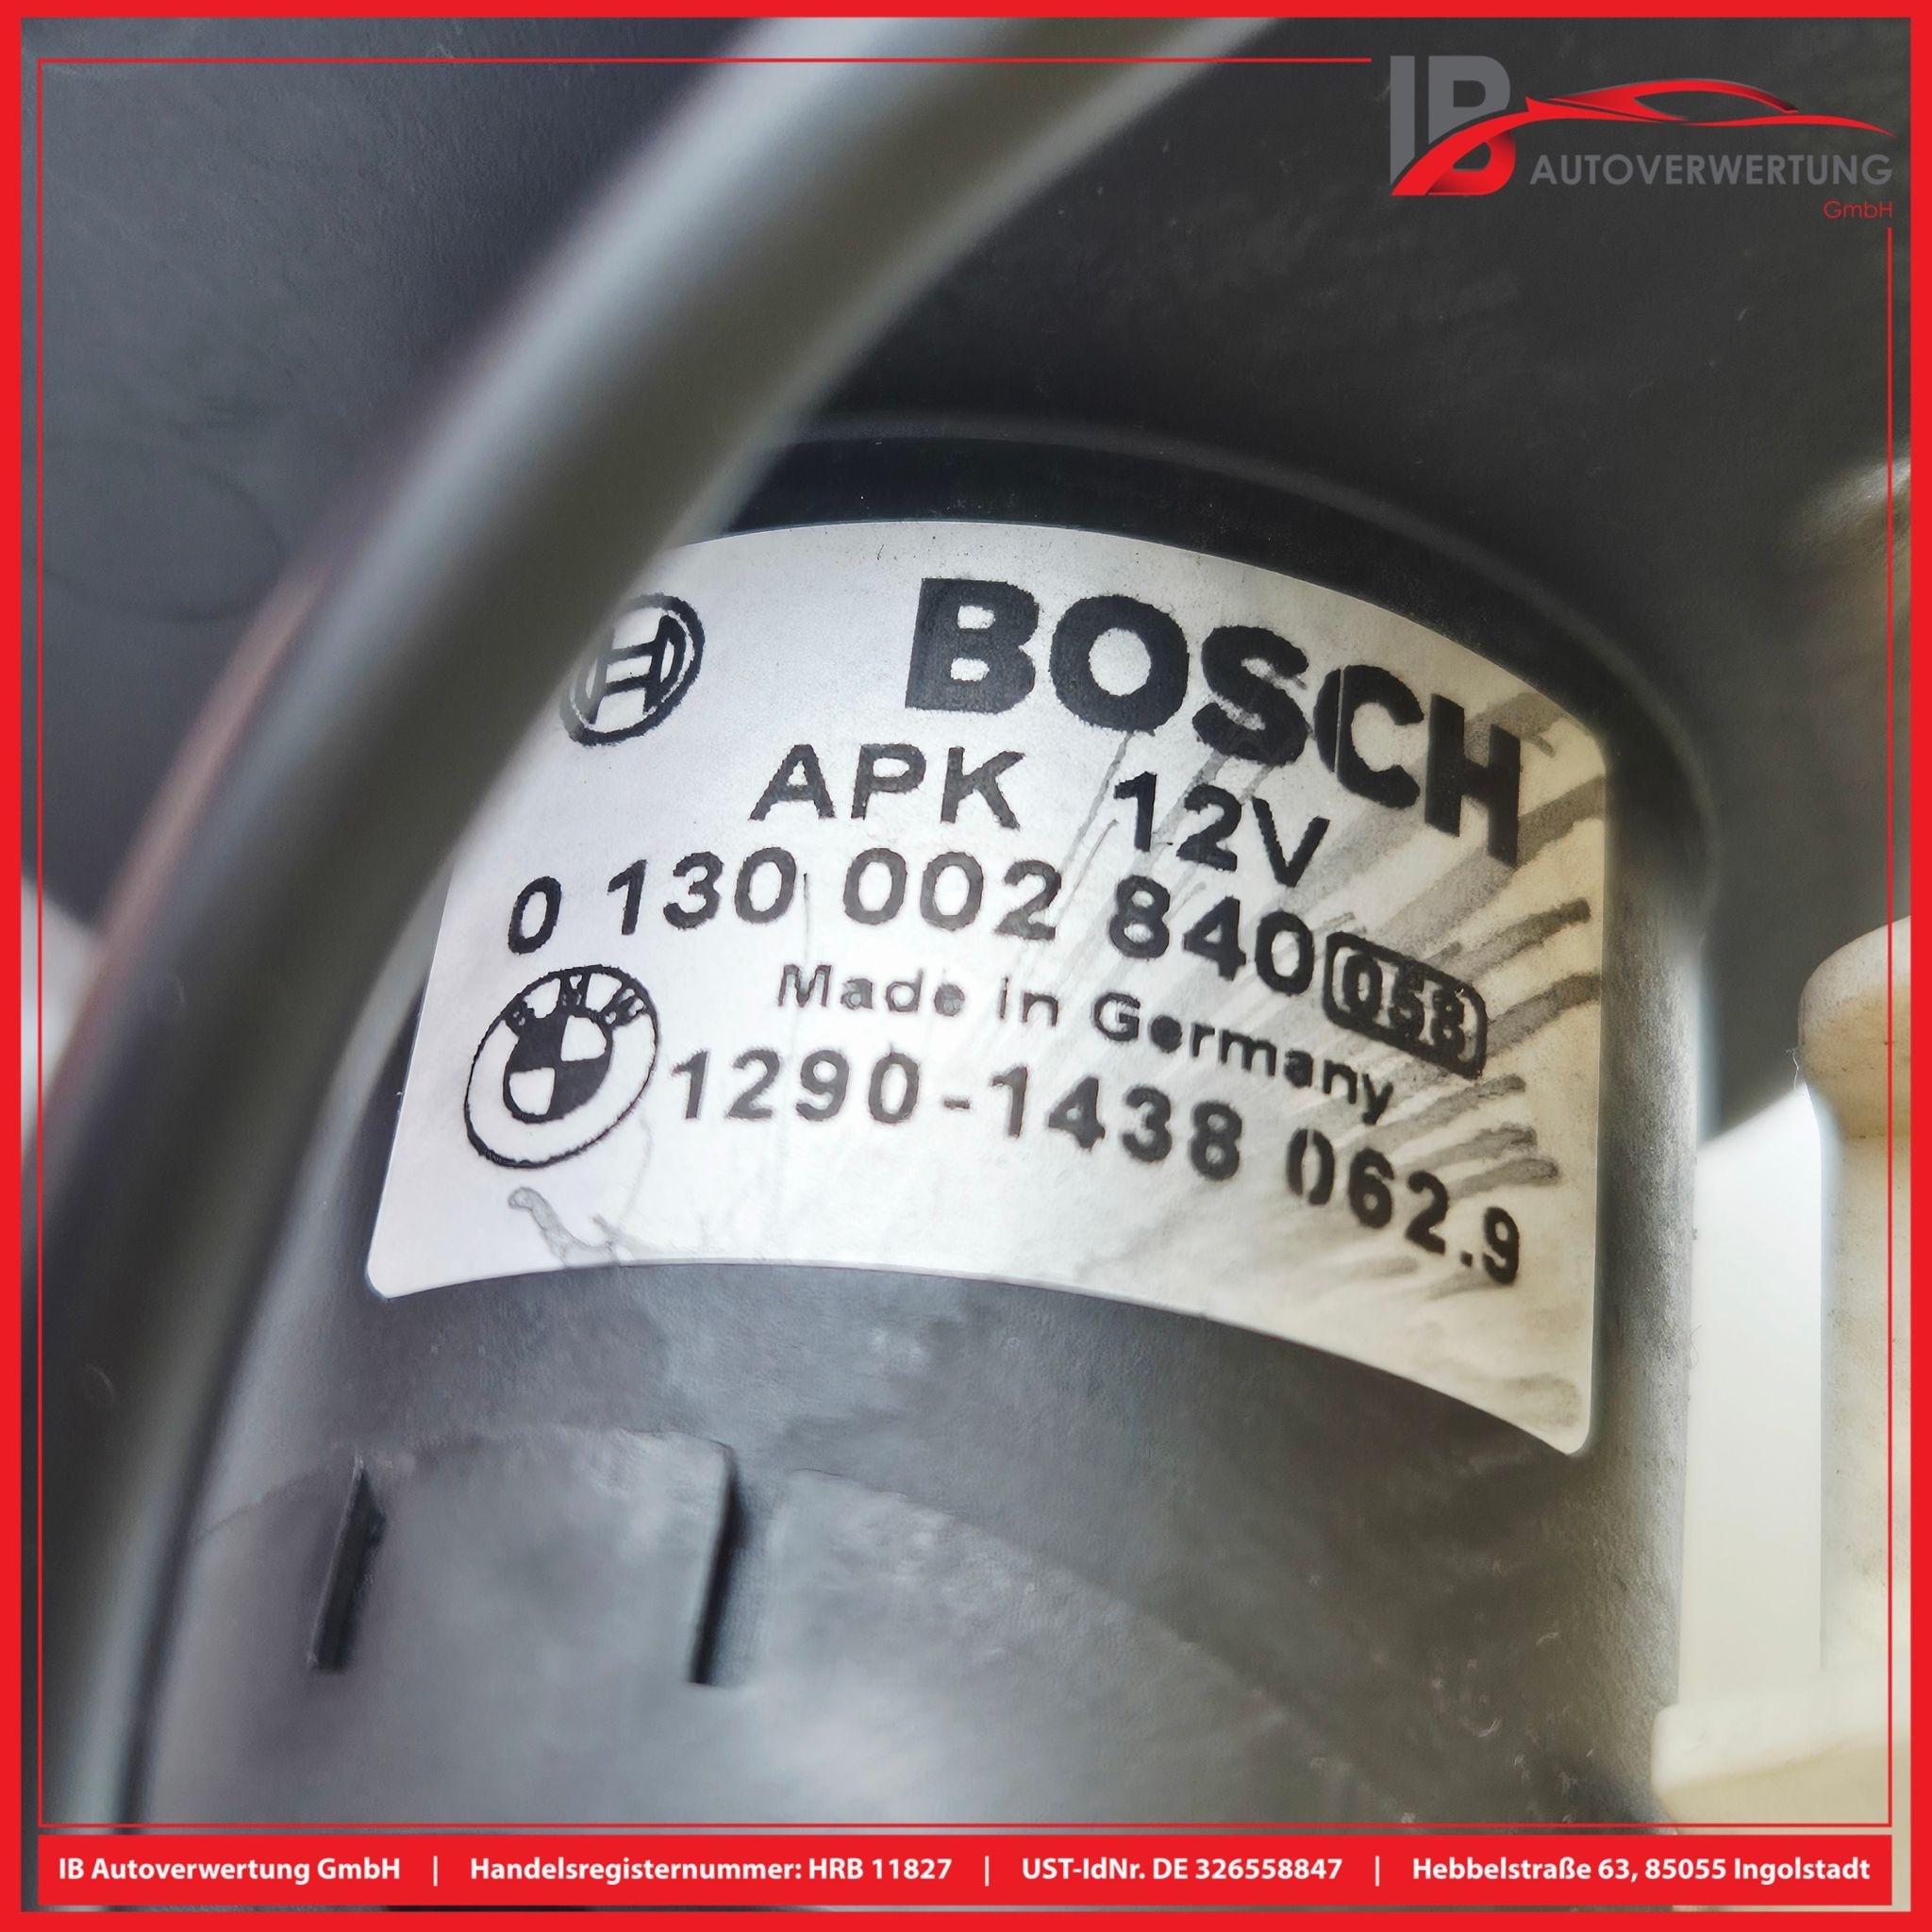 IB AUTOVERWERTUNG
GmbH
BOSCH
APK 12V
0 130 002 840 058
Made in Germany
BMW 1290-1438 062.9
IB Autoverwertung GmbH | Handelsregisternummer: HRB 11827 | UST-IdNr. DE 326558847 | Hebbelstraße 63, 85055 Ingolstadt